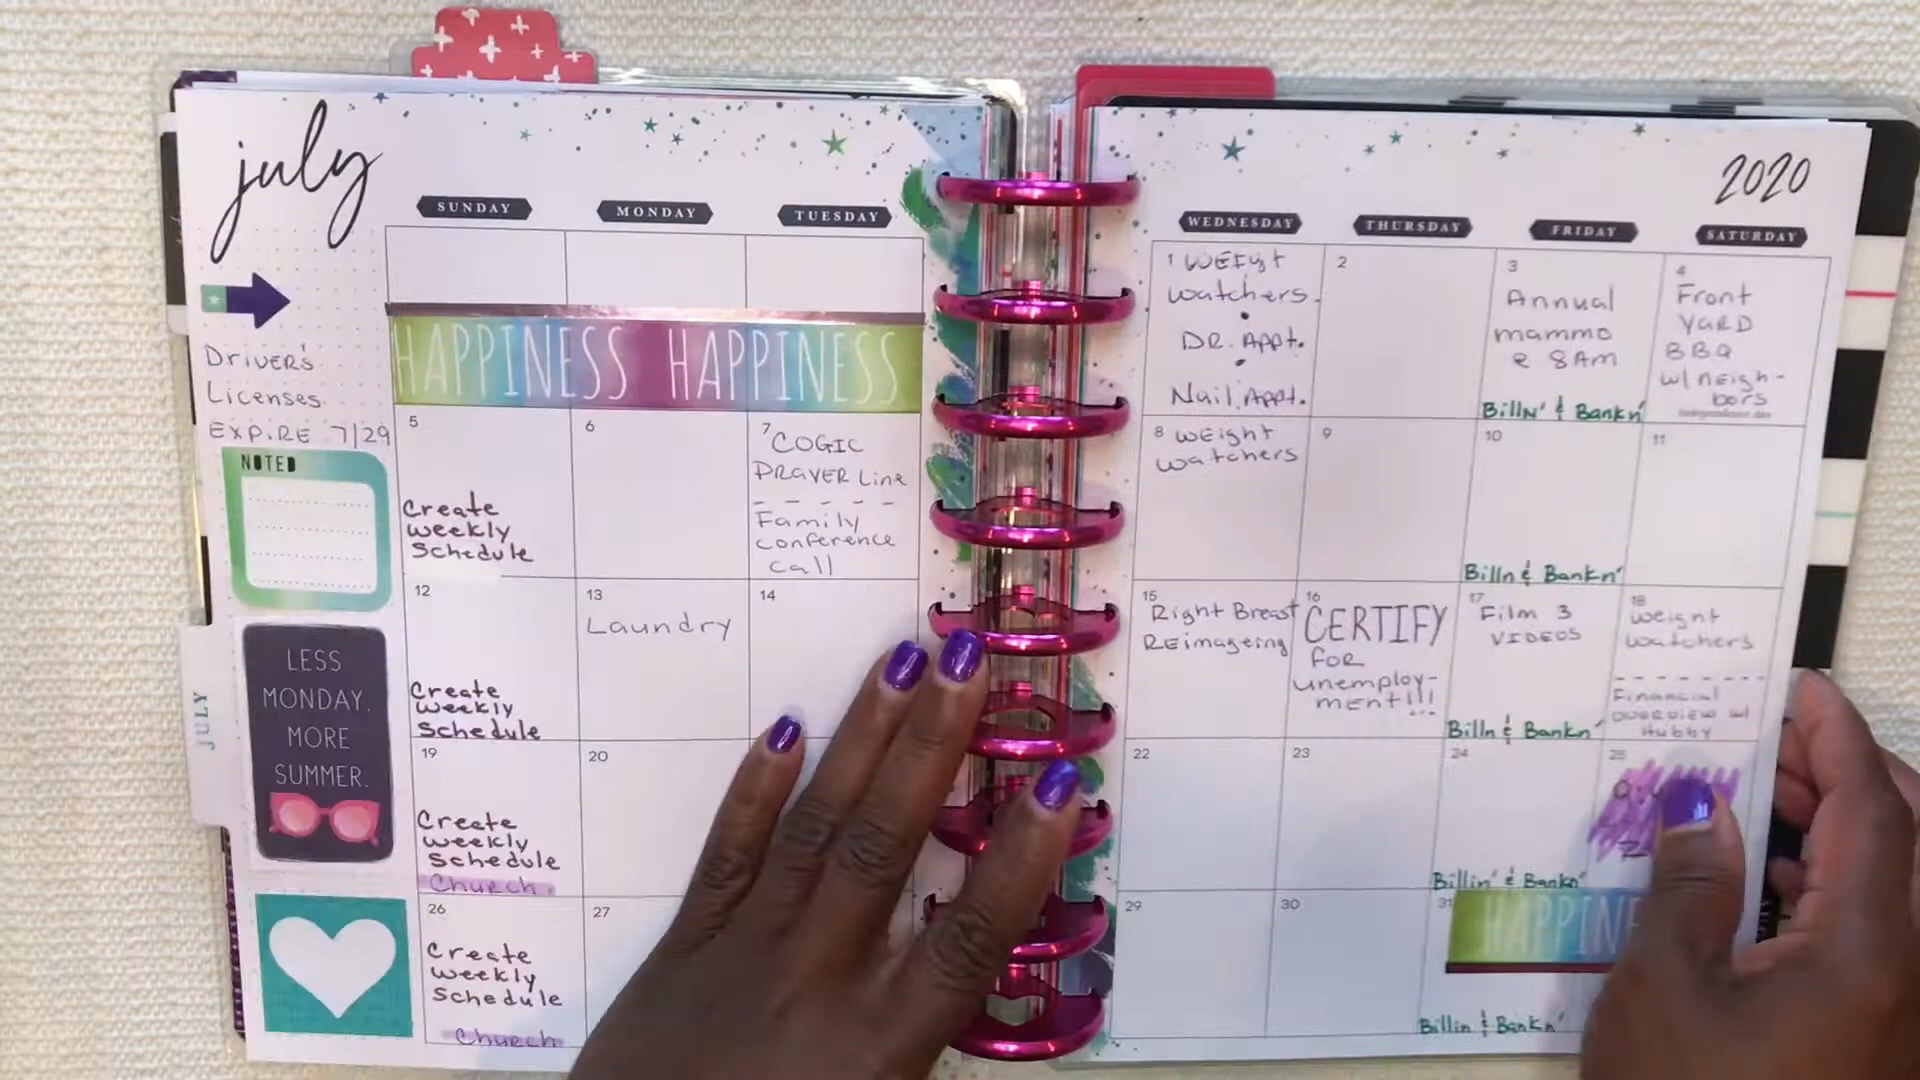 july
2020
SUNDAY
MONDAY
TUESDAY
WEDNESDAY
THURSDAY
FRIDAY
SATURDAY
DRIVER'S
Licenses
EXPIRE 7/29
NOTED
LESS
MONDAY.
MORE
SUMMER.
JULY
HAPPINESS HAPPINESS
1 WEIGHT
watchers.
DR. Appt.
Nail Appt.
2
3
Annual
mammo
@ 8AM
Billn' & Bankn'
4
Front
YARD
BBQ
w/ neigh-
bors
Independence Day
5
Create
weekly
Schedule
6
7
COGIC
PRAYER Line
Family
conference
call
8 WEIGHT
watchers
9
10
Billn & Bankn'
11
12
Create
weekly
Schedule
13
Laundry
14
15
Right Breast
REimageing
16
CERTIFY
FOR
unemploy-
MENT!!!
17
Film 3
VIDEOS
Billn & Bankn'
18
weight
watchers
Financial
overview w/
Hubby
19
Create
weekly
Schedule
Church
20
22
23
24
Billin' & Bankn'
25
26
Create
weekly
Schedule
Church
27
29
30
31
HAPPINE
Billin & Bankn'